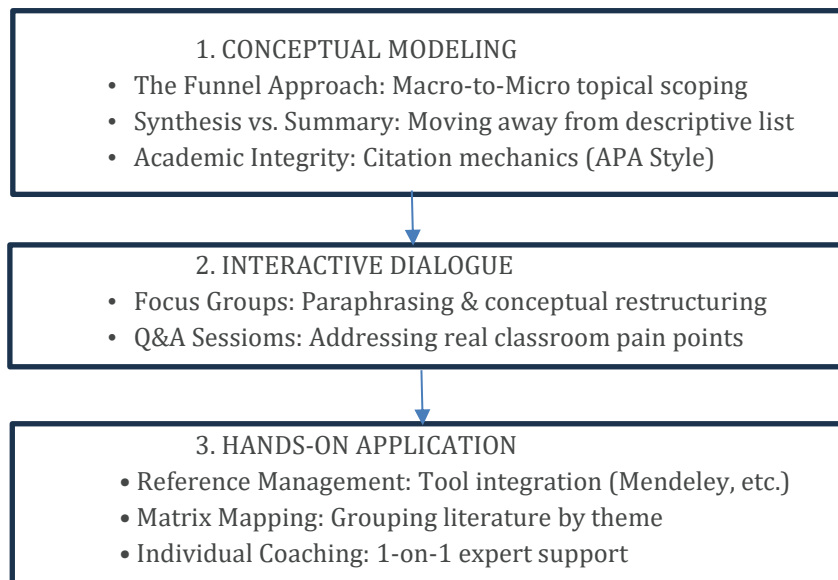 1. CONCEPTUAL MODELING
• The Funnel Approach: Macro-to-Micro topical scoping
• Synthesis vs. Summary: Moving away from descriptive list
• Academic Integrity: Citation mechanics (APA Style)
2. INTERACTIVE DIALOGUE
• Focus Groups: Paraphrasing & conceptual restructuring
• Q&A Sessioms: Addressing real classroom pain points
3. HANDS-ON APPLICATION
• Reference Management: Tool integration (Mendeley, etc.)
• Matrix Mapping: Grouping literature by theme
• Individual Coaching: 1-on-1 expert support